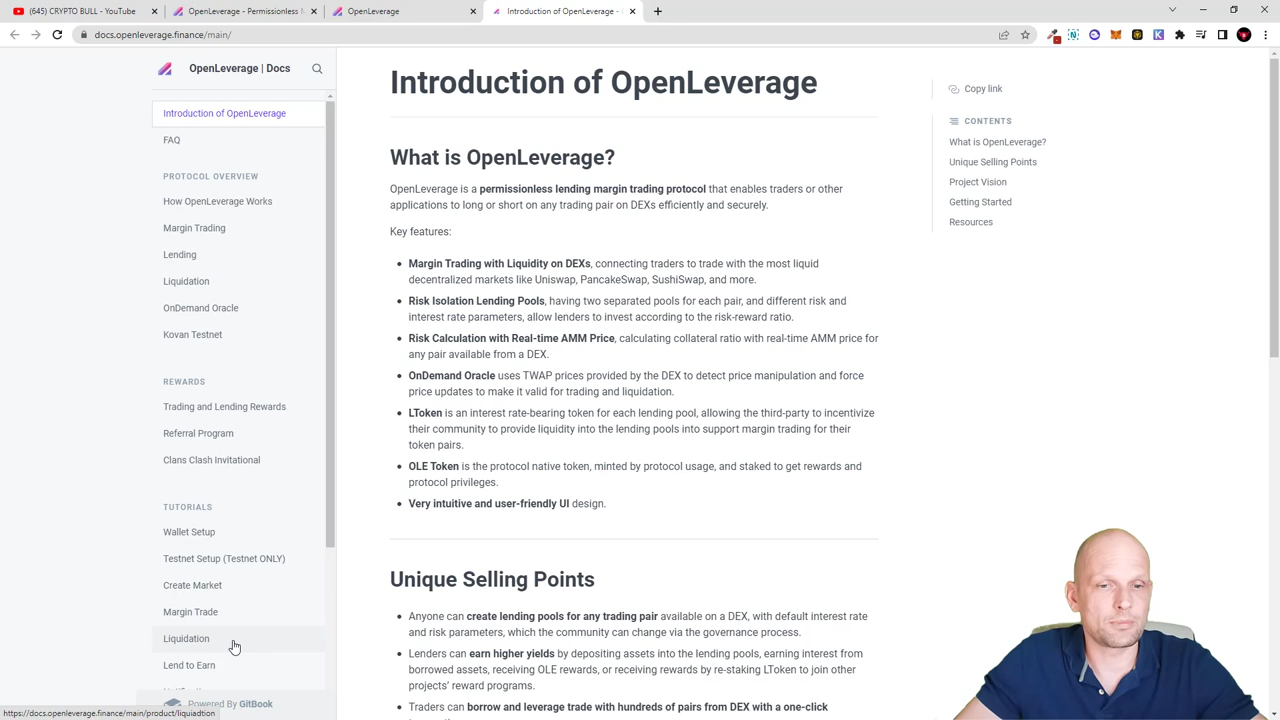 (645) CRYPTO BULL - YouTube
OpenLeverage - Permissionless
OpenLeverage
Introduction of OpenLeverage -
docs.openleverage.finance/main/
OpenLeverage | Docs
Introduction of OpenLeverage
FAQ
PROTOCOL OVERVIEW
How OpenLeverage Works
Margin Trading
Lending
Liquidation
OnDemand Oracle
Kovan Testnet
REWARDS
Trading and Lending Rewards
Referral Program
Clans Clash Invitational
TUTORIALS
Wallet Setup
Testnet Setup (Testnet ONLY)
Create Market
Margin Trade
Liquidation
Lend to Earn
Powered By GitBook
https://docs.openleverage.finance/main/product/liquiadtion
Introduction of OpenLeverage
What is OpenLeverage?
OpenLeverage is a permissionless lending margin trading protocol that enables traders or other
applications to long or short on any trading pair on DEXs efficiently and securely.
Key features:
• Margin Trading with Liquidity on DEXs, connecting traders to trade with the most liquid
decentralized markets like Uniswap, PancakeSwap, SushiSwap, and more.
• Risk Isolation Lending Pools, having two separated pools for each pair, and different risk and
interest rate parameters, allow lenders to invest according to the risk-reward ratio.
• Risk Calculation with Real-time AMM Price, calculating collateral ratio with real-time AMM price for
any pair available from a DEX.
• OnDemand Oracle uses TWAP prices provided by the DEX to detect price manipulation and force
price updates to make it valid for trading and liquidation.
• LToken is an interest rate-bearing token for each lending pool, allowing the third-party to incentivize
their community to provide liquidity into the lending pools into support margin trading for their
token pairs.
• OLE Token is the protocol native token, minted by protocol usage, and staked to get rewards and
protocol privileges.
• Very intuitive and user-friendly UI design.
Unique Selling Points
• Anyone can create lending pools for any trading pair available on a DEX, with default interest rate
and risk parameters, which the community can change via the governance process.
• Lenders can earn higher yields by depositing assets into the lending pools, earning interest from
borrowed assets, receiving OLE rewards, or receiving rewards by re-staking LToken to join other
projects' reward programs.
• Traders can borrow and leverage trade with hundreds of pairs from DEX with a one-click
Copy link
CONTENTS
What is OpenLeverage?
Unique Selling Points
Project Vision
Getting Started
Resources